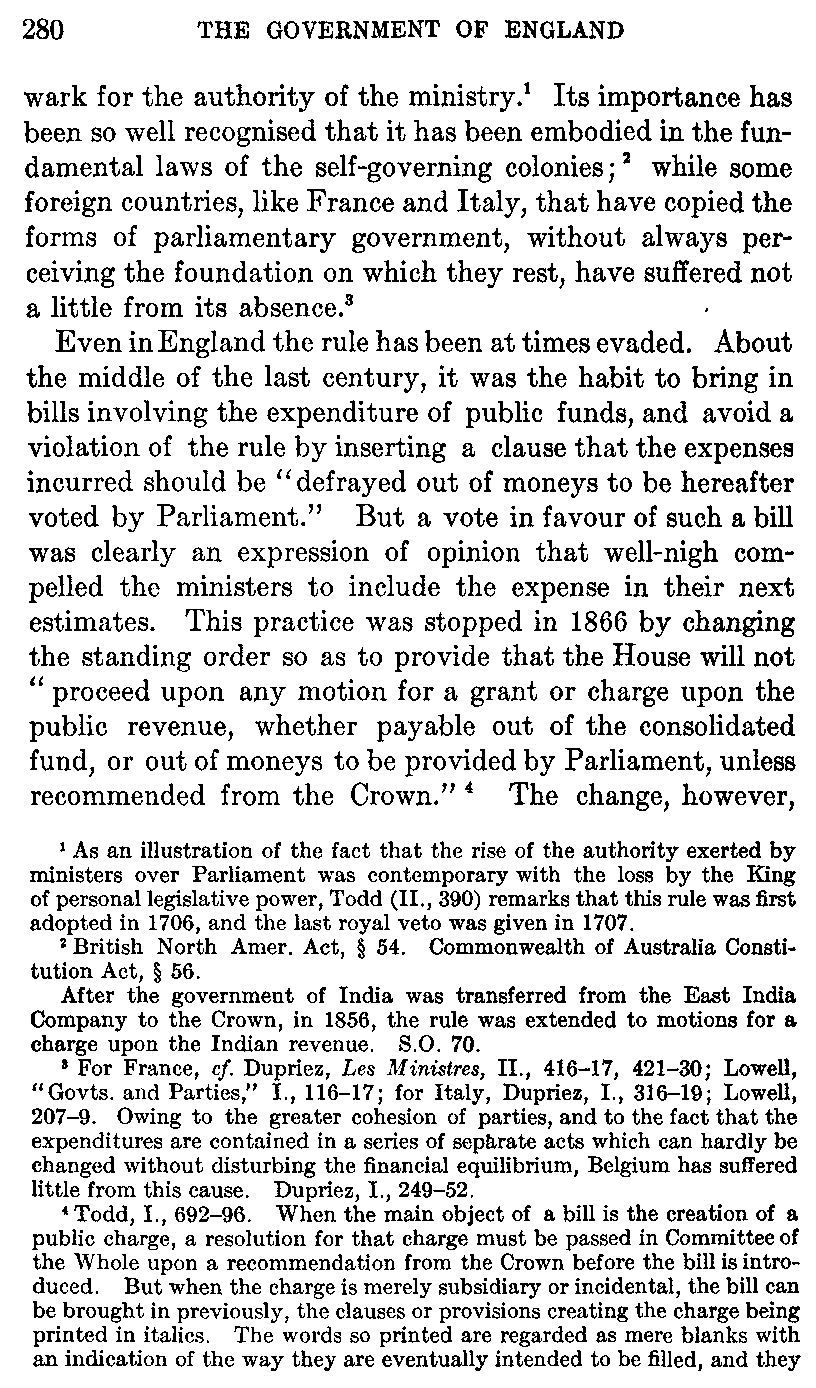 280 THE GOVERNMENT OF ENGLAND
wark for the authority of the ministry.¹ Its importance has
been so well recognised that it has been embodied in the fun-
damental laws of the self-governing colonies;² while some
foreign countries, like France and Italy, that have copied the
forms of parliamentary government, without always per-
ceiving the foundation on which they rest, have suffered not
a little from its absence.³
Even in England the rule has been at times evaded. About
the middle of the last century, it was the habit to bring in
bills involving the expenditure of public funds, and avoid a
violation of the rule by inserting a clause that the expenses
incurred should be "defrayed out of moneys to be hereafter
voted by Parliament." But a vote in favour of such a bill
was clearly an expression of opinion that well-nigh com-
pelled the ministers to include the expense in their next
estimates. This practice was stopped in 1866 by changing
the standing order so as to provide that the House will not
"proceed upon any motion for a grant or charge upon the
public revenue, whether payable out of the consolidated
fund, or out of moneys to be provided by Parliament, unless
recommended from the Crown."⁴ The change, however,
¹ As an illustration of the fact that the rise of the authority exerted by
ministers over Parliament was contemporary with the loss by the King
of personal legislative power, Todd (II., 390) remarks that this rule was first
adopted in 1706, and the last royal veto was given in 1707.
² British North Amer. Act, § 54. Commonwealth of Australia Consti-
tution Act, § 56.
After the government of India was transferred from the East India
Company to the Crown, in 1856, the rule was extended to motions for a
charge upon the Indian revenue. S.O. 70.
³ For France, cf. Dupriez, Les Ministres, II., 416–17, 421–30; Lowell,
"Govts. and Parties," I., 116–17; for Italy, Dupriez, I., 316–19; Lowell,
207–9. Owing to the greater cohesion of parties, and to the fact that the
expenditures are contained in a series of separate acts which can hardly be
changed without disturbing the financial equilibrium, Belgium has suffered
little from this cause. Dupriez, I., 249–52.
⁴ Todd, I., 692–96. When the main object of a bill is the creation of a
public charge, a resolution for that charge must be passed in Committee of
the Whole upon a recommendation from the Crown before the bill is intro-
duced. But when the charge is merely subsidiary or incidental, the bill can
be brought in previously, the clauses or provisions creating the charge being
printed in italics. The words so printed are regarded as mere blanks with
an indication of the way they are eventually intended to be filled, and they